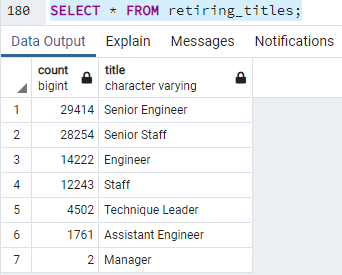 180 SELECT * FROM retiring_titles;
Data Output Explain Messages Notifications
count title
bigint character varying
1 29414 Senior Engineer
2 28254 Senior Staff
3 14222 Engineer
4 12243 Staff
5 4502 Technique Leader
6 1761 Assistant Engineer
7 2 Manager